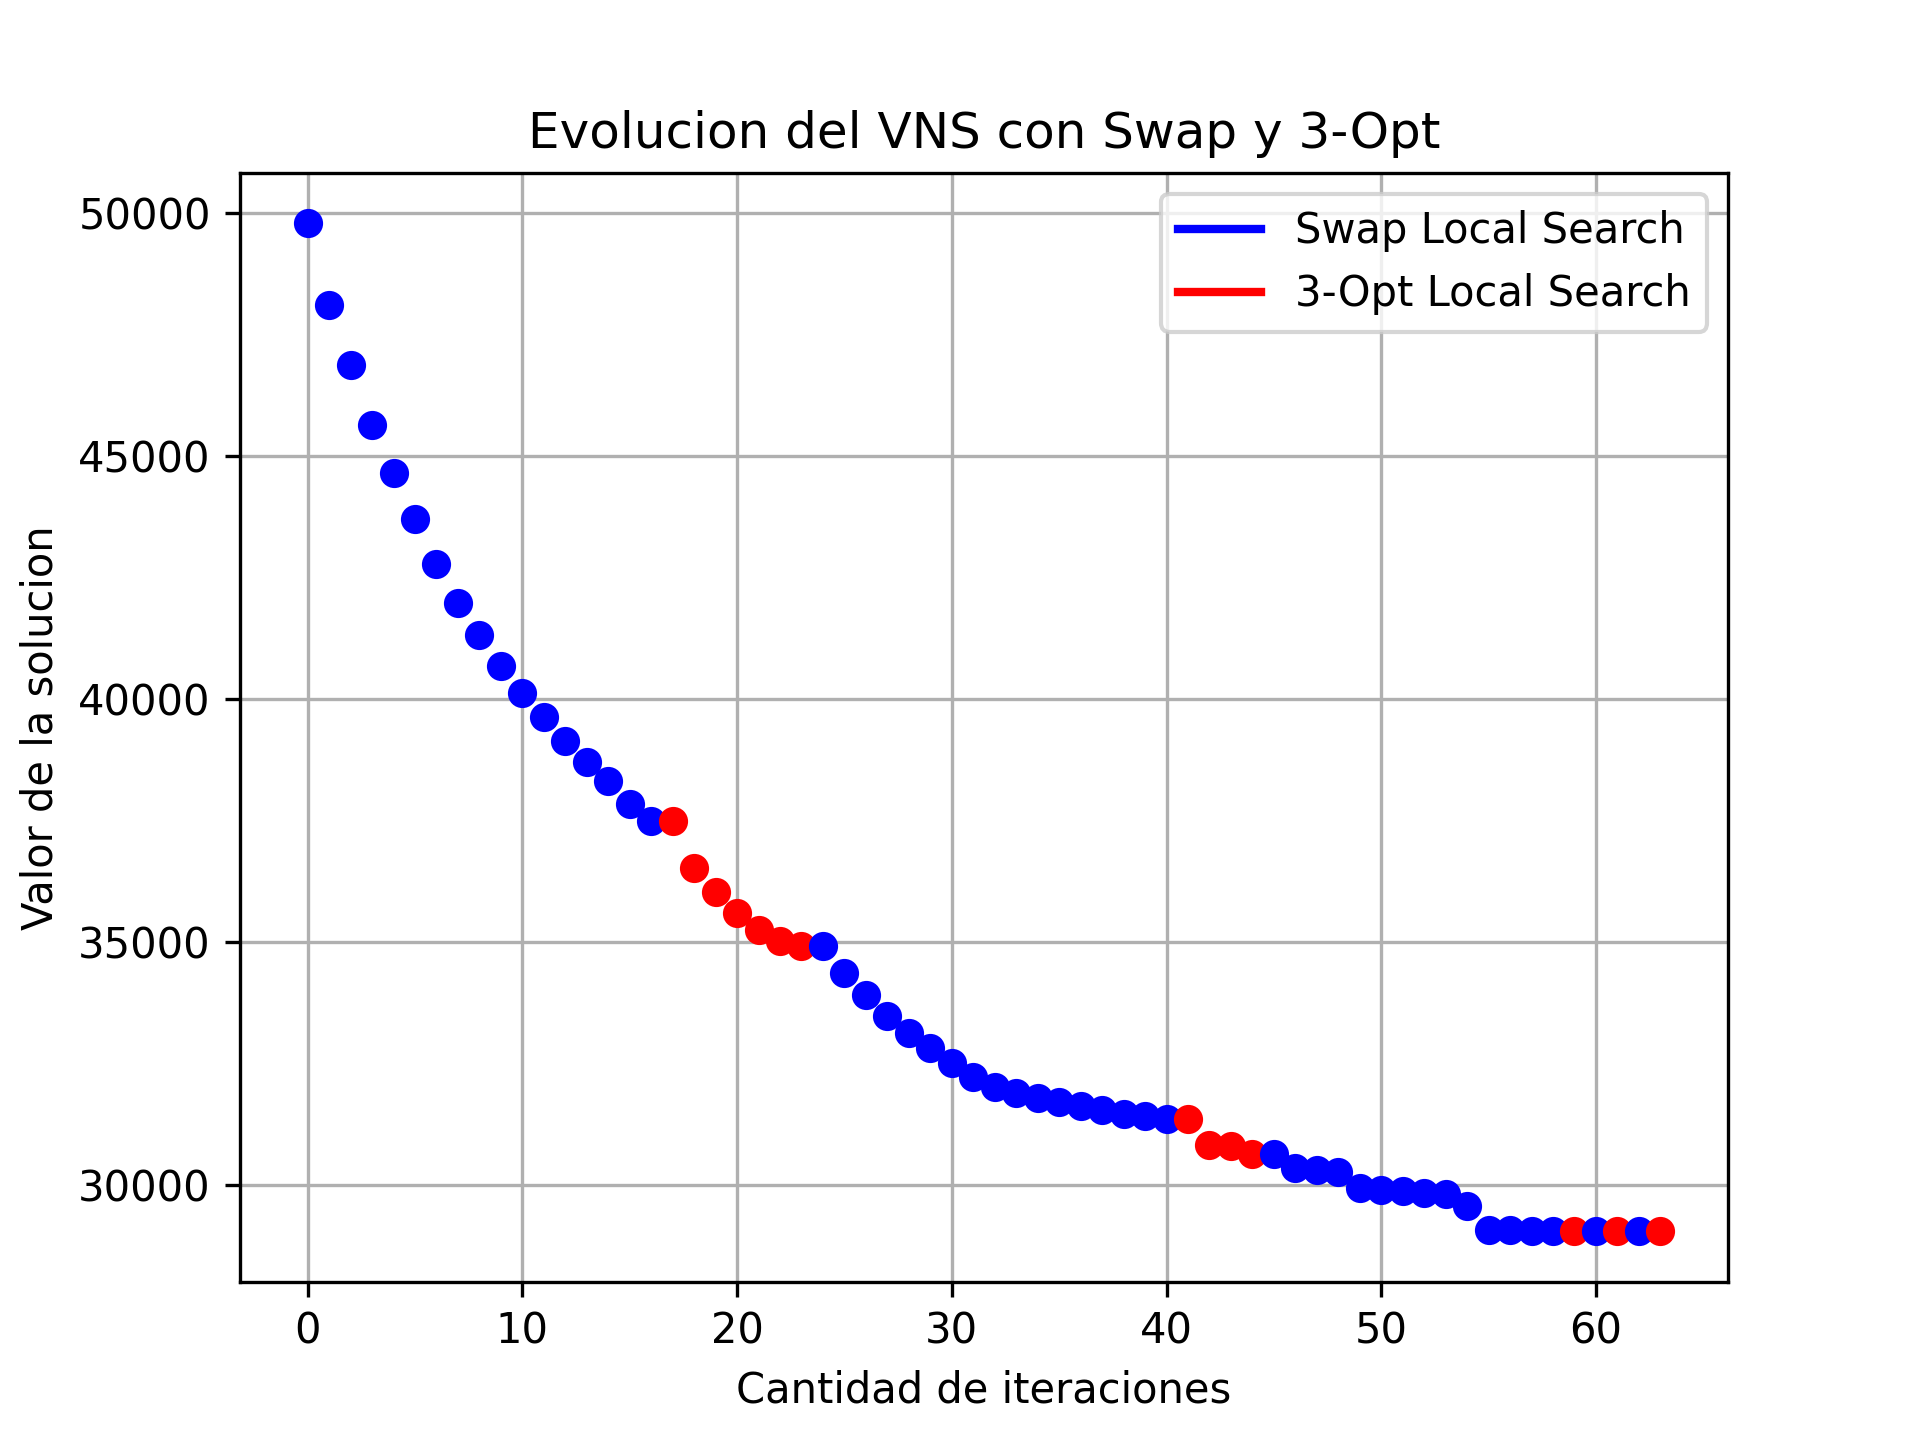 Evolucion del VNS con Swap y 3-Opt
Swap Local Search
3-Opt Local Search
Valor de la solucion
50000
45000
40000
35000
30000
0 10 20 30 40 50 60
Cantidad de iteraciones